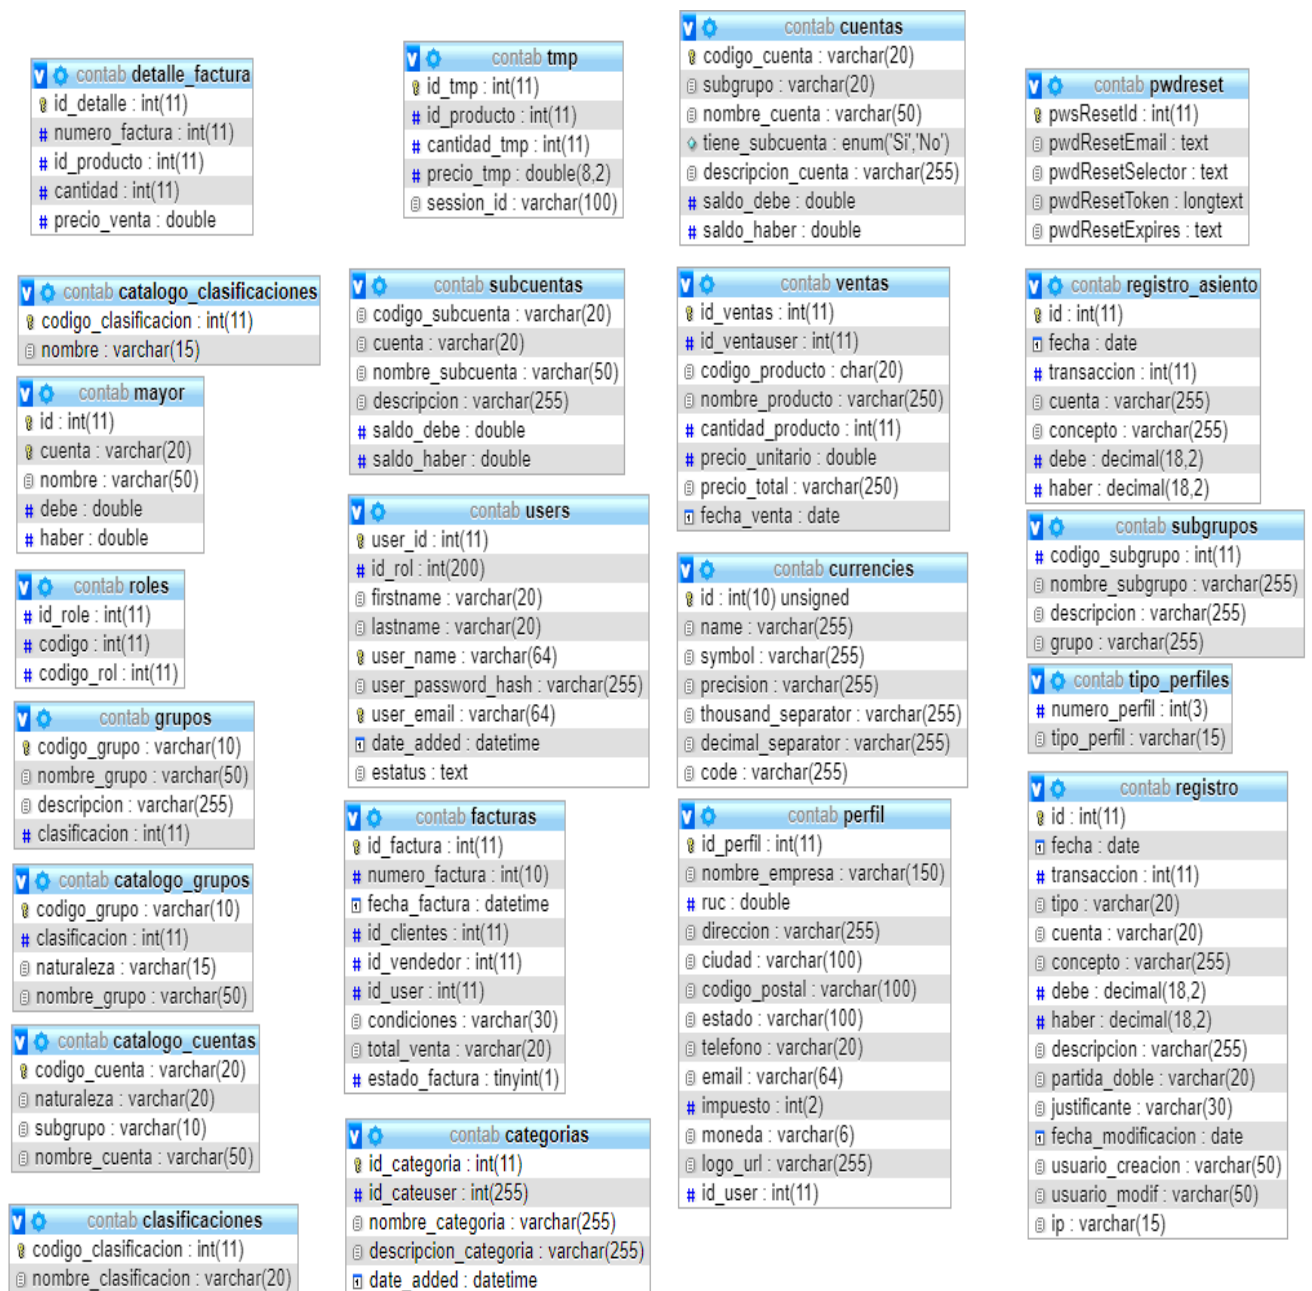 contab detalle_factura
id_detalle : int(11)
numero_factura : int(11)
id_producto : int(11)
cantidad : int(11)
precio_venta : double
contab catalogo_clasificaciones
codigo_clasificacion : int(11)
nombre : varchar(15)
contab mayor
id : int(11)
cuenta : varchar(20)
nombre : varchar(50)
debe : double
haber : double
contab roles
id_role : int(11)
codigo : int(11)
codigo_rol : int(11)
contab grupos
codigo_grupo : varchar(10)
nombre_grupo : varchar(50)
descripcion : varchar(255)
clasificacion : int(11)
contab catalogo_grupos
codigo_grupo : varchar(10)
clasificacion : int(11)
naturaleza : varchar(15)
nombre_grupo : varchar(50)
contab catalogo_cuentas
codigo_cuenta : varchar(20)
naturaleza : varchar(20)
subgrupo : varchar(10)
nombre_cuenta : varchar(50)
contab clasificaciones
codigo_clasificacion : int(11)
nombre_clasificacion : varchar(20)
contab tmp
id_tmp : int(11)
id_producto : int(11)
cantidad_tmp : int(11)
precio_tmp : double(8,2)
session_id : varchar(100)
contab subcuentas
codigo_subcuenta : varchar(20)
cuenta : varchar(20)
nombre_subcuenta : varchar(50)
descripcion : varchar(255)
saldo_debe : double
saldo_haber : double
contab users
user_id : int(11)
id_rol : int(200)
firstname : varchar(20)
lastname : varchar(20)
user_name : varchar(64)
user_password_hash : varchar(255)
user_email : varchar(64)
date_added : datetime
estatus : text
contab facturas
id_factura : int(11)
numero_factura : int(10)
fecha_factura : datetime
id_clientes : int(11)
id_vendedor : int(11)
id_user : int(11)
condiciones : varchar(30)
total_venta : varchar(20)
estado_factura : tinyint(1)
contab categorias
id_categoria : int(11)
id_cateuser : int(255)
nombre_categoria : varchar(255)
descripcion_categoria : varchar(255)
date_added : datetime
contab cuentas
codigo_cuenta : varchar(20)
subgrupo : varchar(20)
nombre_cuenta : varchar(50)
tiene_subcuenta : enum('Sí','No')
descripcion_cuenta : varchar(255)
saldo_debe : double
saldo_haber : double
contab ventas
id_ventas : int(11)
id_ventauser : int(11)
codigo_producto : char(20)
nombre_producto : varchar(250)
cantidad_producto : int(11)
precio_unitario : double
precio_total : varchar(250)
fecha_venta : date
contab currencies
id : int(10) unsigned
name : varchar(255)
symbol : varchar(255)
precision : varchar(255)
thousand_separator : varchar(255)
decimal_separator : varchar(255)
code : varchar(255)
contab perfil
id_perfil : int(11)
nombre_empresa : varchar(150)
ruc : double
direccion : varchar(255)
ciudad : varchar(100)
codigo_postal : varchar(100)
estado : varchar(100)
telefono : varchar(20)
email : varchar(64)
impuesto : int(2)
moneda : varchar(6)
logo_url : varchar(255)
id_user : int(11)
contab pwdreset
pwsResetId : int(11)
pwdResetEmail : text
pwdResetSelector : text
pwdResetToken : longtext
pwdResetExpires : text
contab registro_asiento
id : int(11)
fecha : date
transaccion : int(11)
cuenta : varchar(255)
concepto : varchar(255)
debe : decimal(18,2)
haber : decimal(18,2)
contab subgrupos
codigo_subgrupo : int(11)
nombre_subgrupo : varchar(255)
descripcion : varchar(255)
grupo : varchar(255)
contab tipo_perfiles
numero_perfil : int(3)
tipo_perfil : varchar(15)
contab registro
id : int(11)
fecha : date
transaccion : int(11)
tipo : varchar(20)
cuenta : varchar(20)
concepto : varchar(255)
debe : decimal(18,2)
haber : decimal(18,2)
descripcion : varchar(255)
partida_doble : varchar(20)
justificante : varchar(30)
fecha_modificacion : date
usuario_creacion : varchar(50)
usuario_modif : varchar(50)
ip : varchar(15)